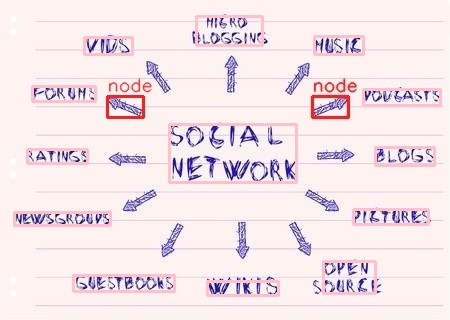 MICRO
BLOGGING
VIDS
MUSIC
node
node
FORUMS
PODCASTS
SOCIAL
NETWORK
RATINGS
BLOGS
NEWSGROUPS
PICTURES
GUESTBOOKS
WIKIS
OPEN
SOURCE